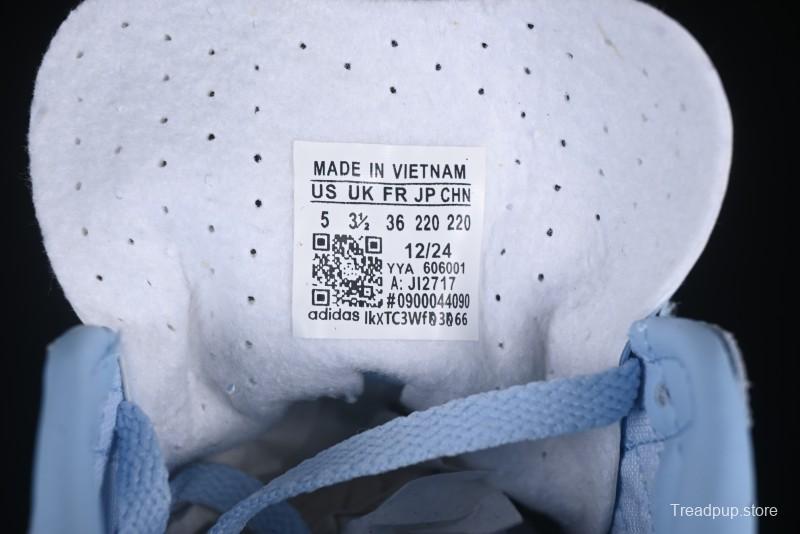 MADE IN VIETNAM
US UK FR JP CHN
5 3½ 36 220 220
12/24
YYA 606001
A: JI2717
#0900044090
adidas IkxTC3Wf03066
Treadpup.store